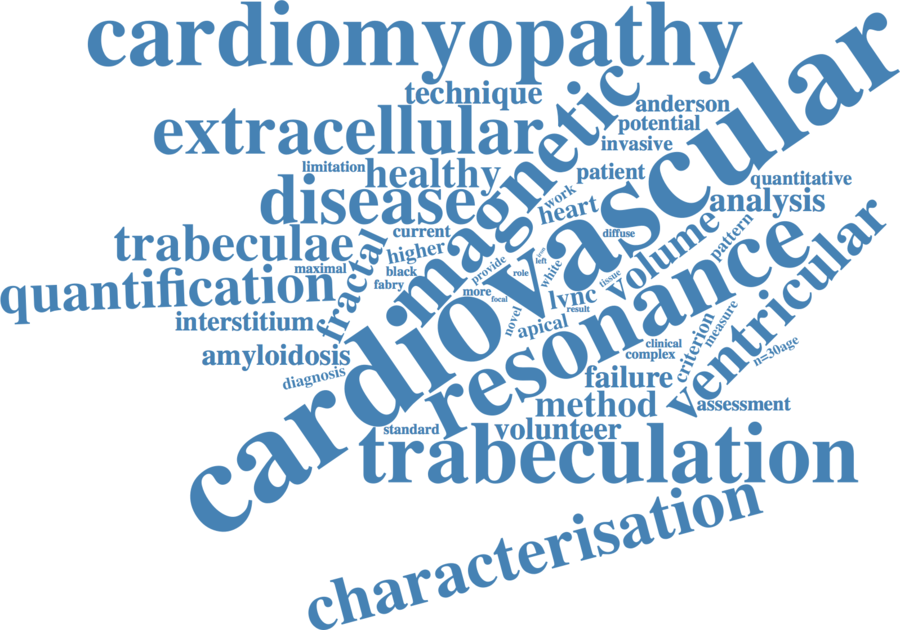 cardiomyopathy
cardiovascular
technique
magnetic
anderson
extracellular
potential
invasive
limitation
healthy
patient
quantitative
disease
work
heart
analysis
trabeculae
current
diffuse
volume
pattern
fractal
higher
imaging
maximal
black
provide
left
white
role
tissue
quantification
fabry
more
focal
lvnc
result
resonance
ventricular
interstitium
novel
apical
criterion
measure
amyloidosis
clinical
complex
n=30age
diagnosis
failure
method
assessment
standard
volunteer
trabeculation
characterisation